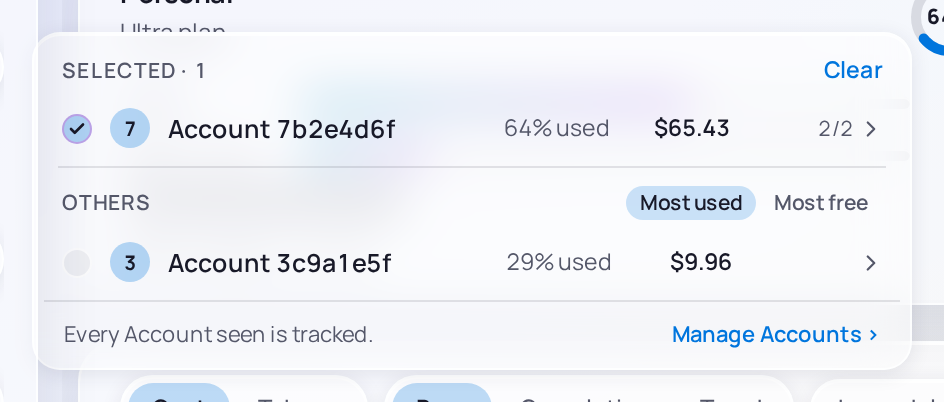 Ultra plan
SELECTED · 1
Clear
7 Account 7b2e4d6f 64% used $65.43 2/2 >
OTHERS
Most used Most free
3 Account 3c9a1e5f 29% used $9.96 >
Every Account seen is tracked.
Manage Accounts >